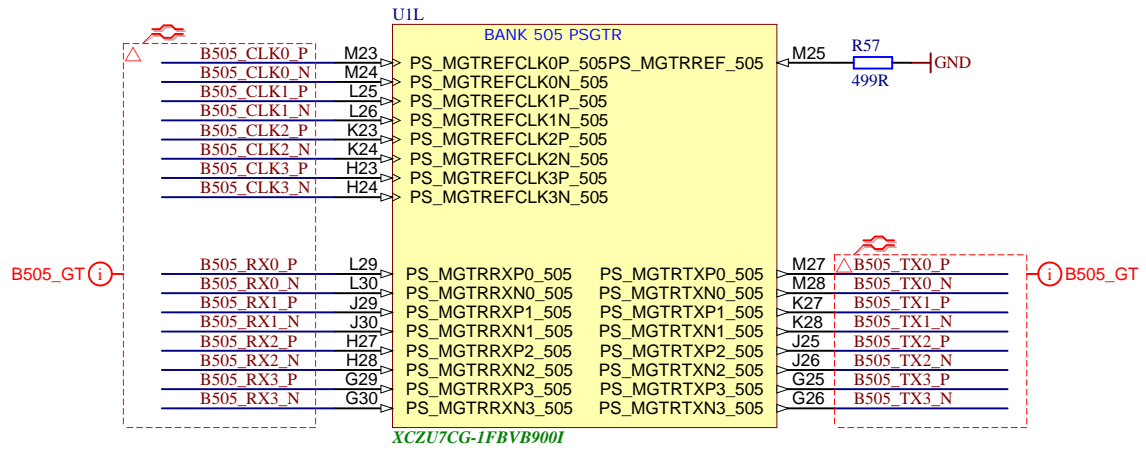 U1L
BANK 505 PSGTR
B505_CLK0_P M23 PS_MGTREFCLK0P_505 PS_MGTRREF_505 M25 R57 GND
499R
B505_CLK0_N M24 PS_MGTREFCLK0N_505
B505_CLK1_P L25 PS_MGTREFCLK1P_505
B505_CLK1_N L26 PS_MGTREFCLK1N_505
B505_CLK2_P K23 PS_MGTREFCLK2P_505
B505_CLK2_N K24 PS_MGTREFCLK2N_505
B505_CLK3_P H23 PS_MGTREFCLK3P_505
B505_CLK3_N H24 PS_MGTREFCLK3N_505
B505_GT i
B505_RX0_P L29 PS_MGTRRXP0_505 PS_MGTRTXP0_505 M27 B505_TX0_P
i B505_GT
B505_RX0_N L30 PS_MGTRRXN0_505 PS_MGTRTXN0_505 M28 B505_TX0_N
B505_RX1_P J29 PS_MGTRRXP1_505 PS_MGTRTXP1_505 K27 B505_TX1_P
B505_RX1_N J30 PS_MGTRRXN1_505 PS_MGTRTXN1_505 K28 B505_TX1_N
B505_RX2_P H27 PS_MGTRRXP2_505 PS_MGTRTXP2_505 J25 B505_TX2_P
B505_RX2_N H28 PS_MGTRRXN2_505 PS_MGTRTXN2_505 J26 B505_TX2_N
B505_RX3_P G29 PS_MGTRRXP3_505 PS_MGTRTXP3_505 G25 B505_TX3_P
B505_RX3_N G30 PS_MGTRRXN3_505 PS_MGTRTXN3_505 G26 B505_TX3_N
XCZU7CG-1FBVB900I